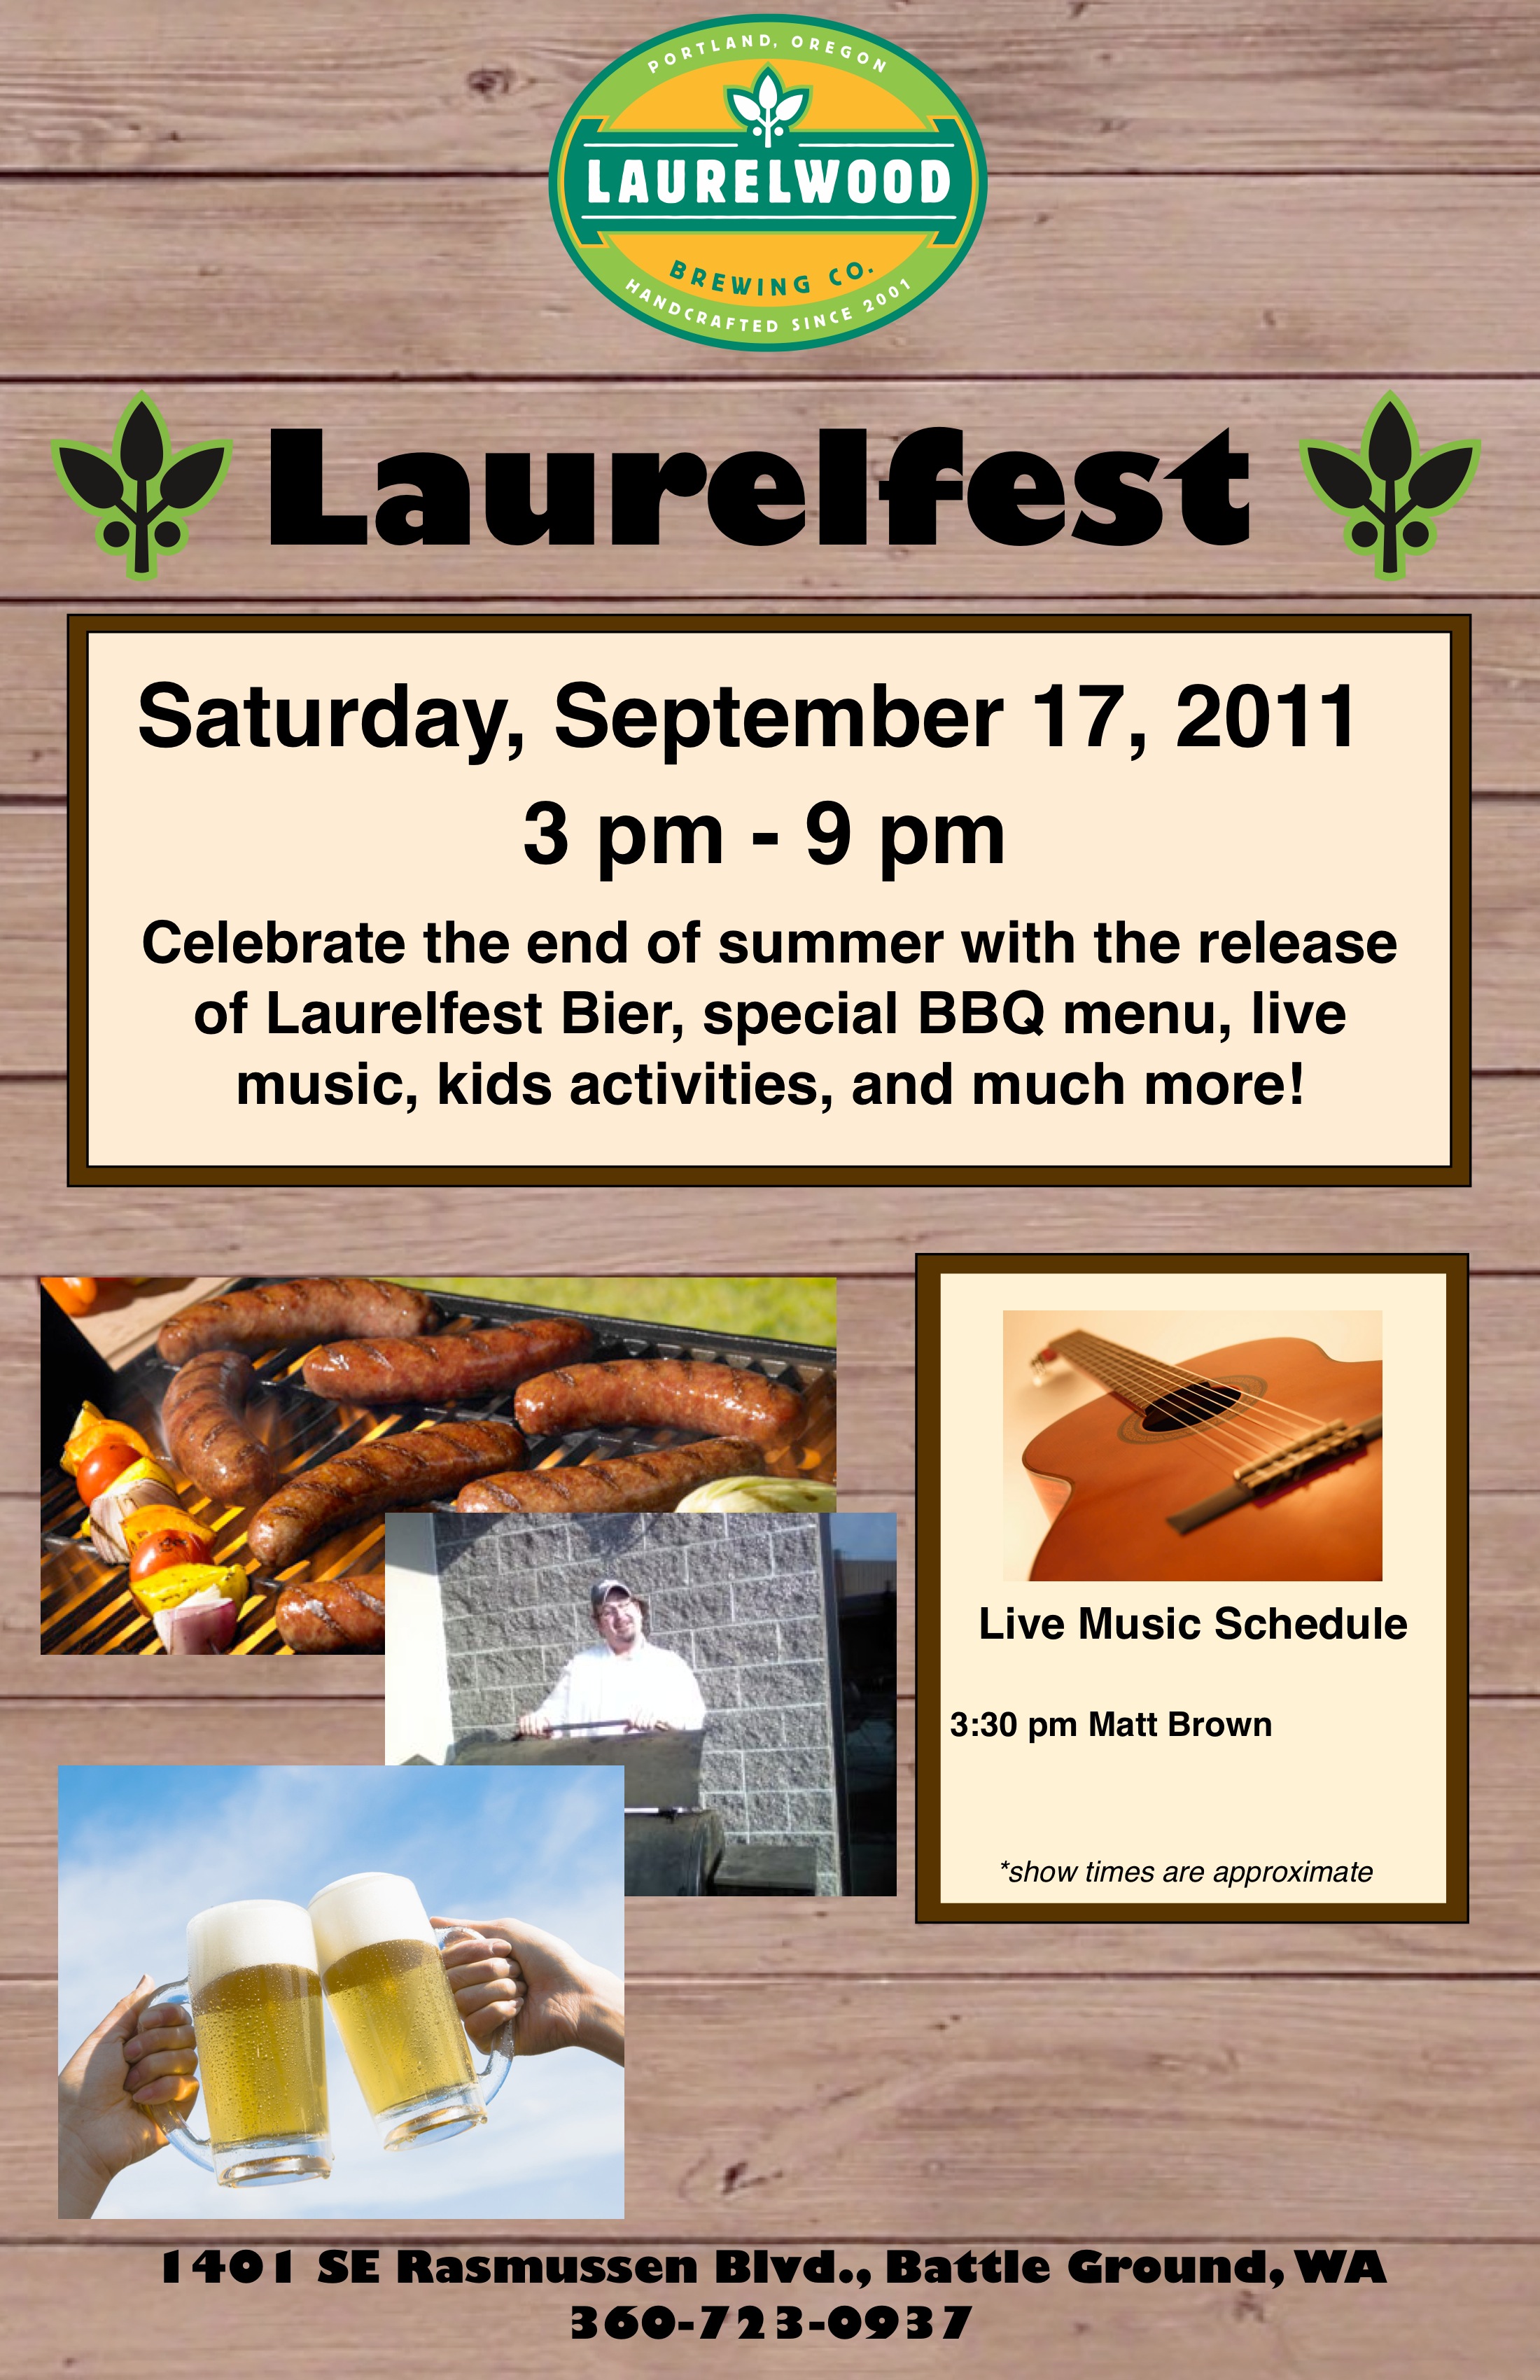 PORTLAND, OREGON
LAURELWOOD
BREWING CO.
HANDCRAFTED SINCE 2001
Laurelfest
Saturday, September 17, 2011
3 pm - 9 pm
Celebrate the end of summer with the release
of Laurelfest Bier, special BBQ menu, live
music, kids activities, and much more!
Live Music Schedule
3:30 pm Matt Brown
*show times are approximate
1401 SE Rasmussen Blvd., Battle Ground, WA
360-723-0937